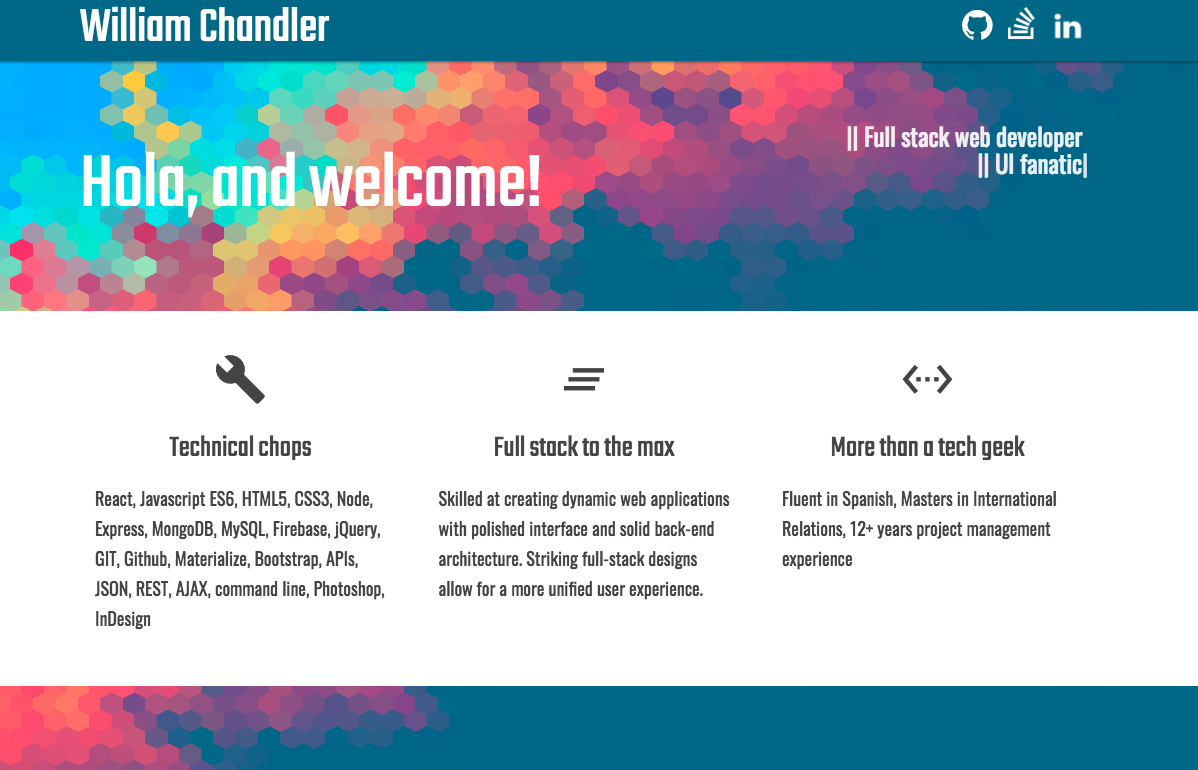 William Chandler
in
|| Full stack web developer
|| UI fanatic|
Hola, and welcome!
Technical chops
React, Javascript ES6, HTML5, CSS3, Node,
Express, MongoDB, MySQL, Firebase, jQuery,
GIT, Github, Materialize, Bootstrap, APIs,
JSON, REST, AJAX, command line, Photoshop,
InDesign
Full stack to the max
Skilled at creating dynamic web applications
with polished interface and solid back-end
architecture. Striking full-stack designs
allow for a more unified user experience.
More than a tech geek
Fluent in Spanish, Masters in International
Relations, 12+ years project management
experience